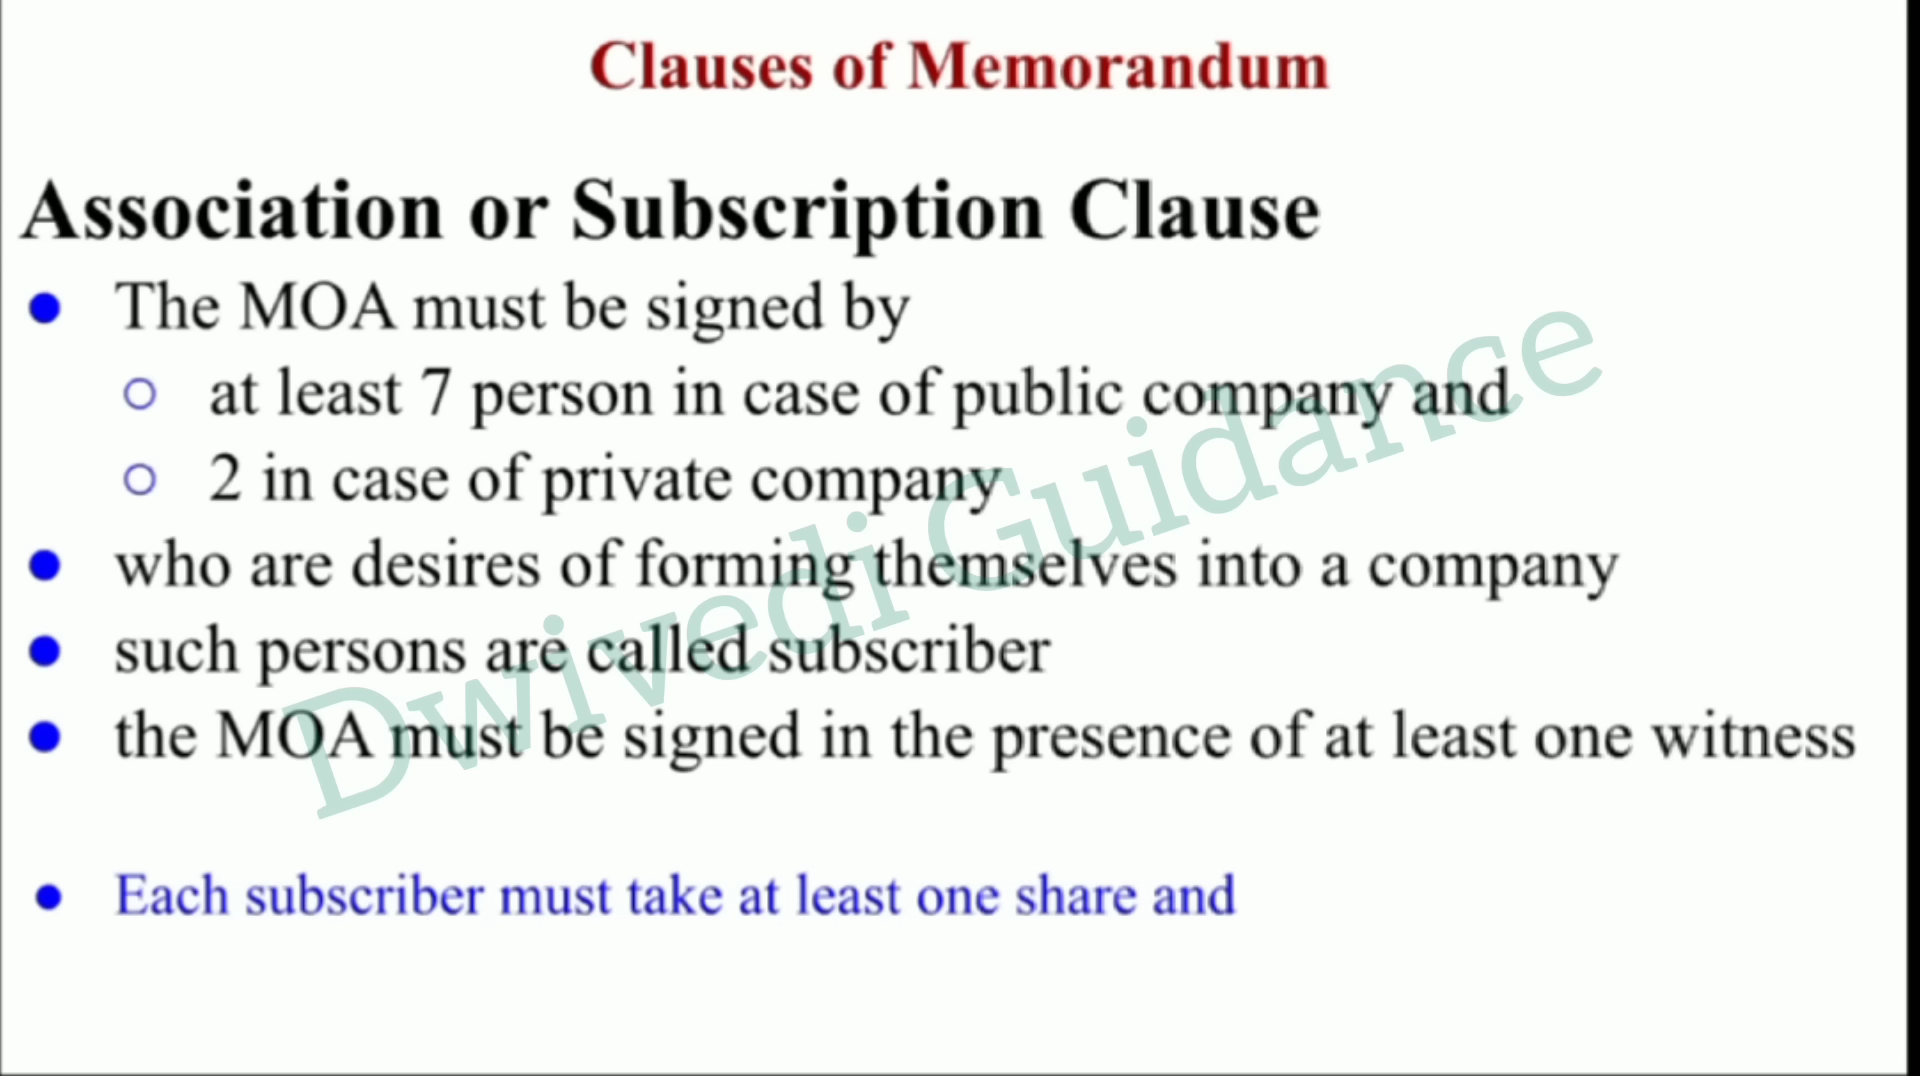 Clauses of Memorandum
Association or Subscription Clause
● The MOA must be signed by
○ at least 7 person in case of public company and
○ 2 in case of private company
● who are desires of forming themselves into a company
● such persons are called subscriber
● the MOA must be signed in the presence of at least one witness
● Each subscriber must take at least one share and
Dwivedi Guidance